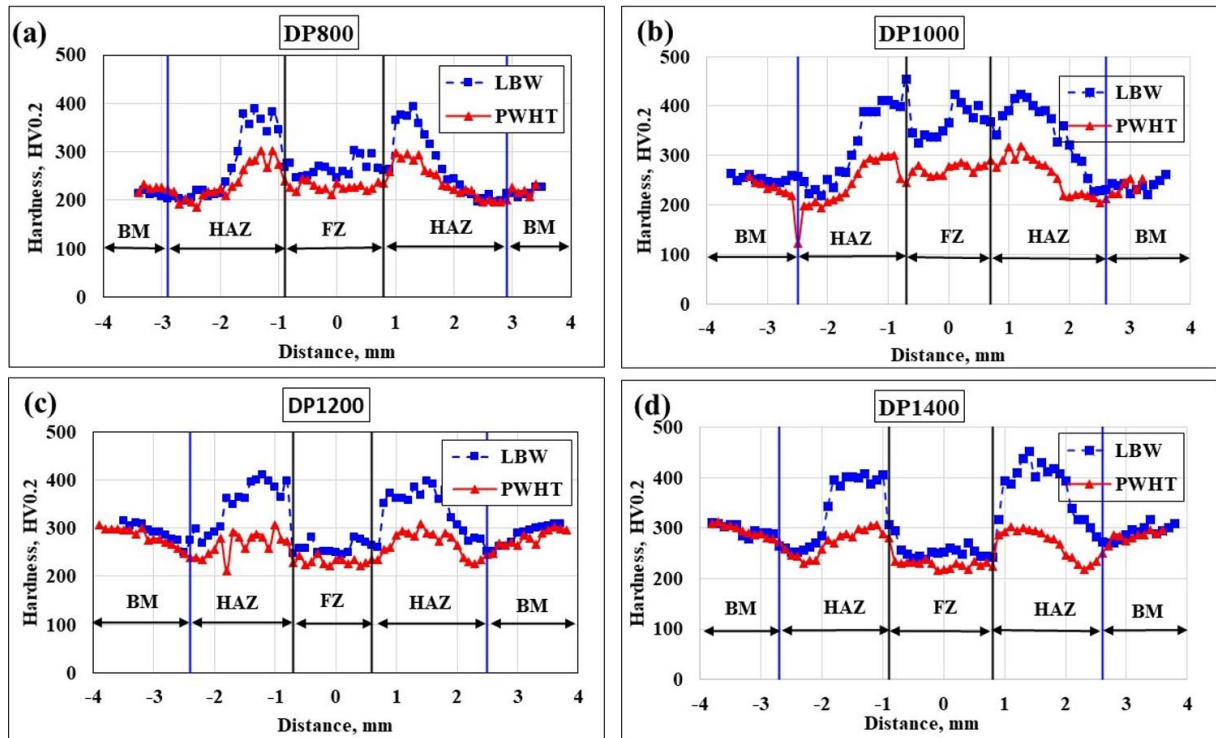 (a)
DP800
500
400
300
200
100
0
Hardness, HV0.2
LBW
PWHT
BM
HAZ
FZ
HAZ
BM
-4 -3 -2 -1 0 1 2 3 4
Distance, mm
(b)
DP1000
500
400
300
200
100
0
Hardness, HV0.2
LBW
PWHT
BM
HAZ
FZ
HAZ
BM
-4 -3 -2 -1 0 1 2 3 4
Distance, mm
(c)
DP1200
500
400
300
200
100
0
Hardness, HV0.2
LBW
PWHT
BM
HAZ
FZ
HAZ
BM
-4 -3 -2 -1 0 1 2 3 4
Distance, mm
(d)
DP1400
500
400
300
200
100
0
Hardness, HV0.2
LBW
PWHT
BM
HAZ
FZ
HAZ
BM
-4 -3 -2 -1 0 1 2 3 4
Distance, mm